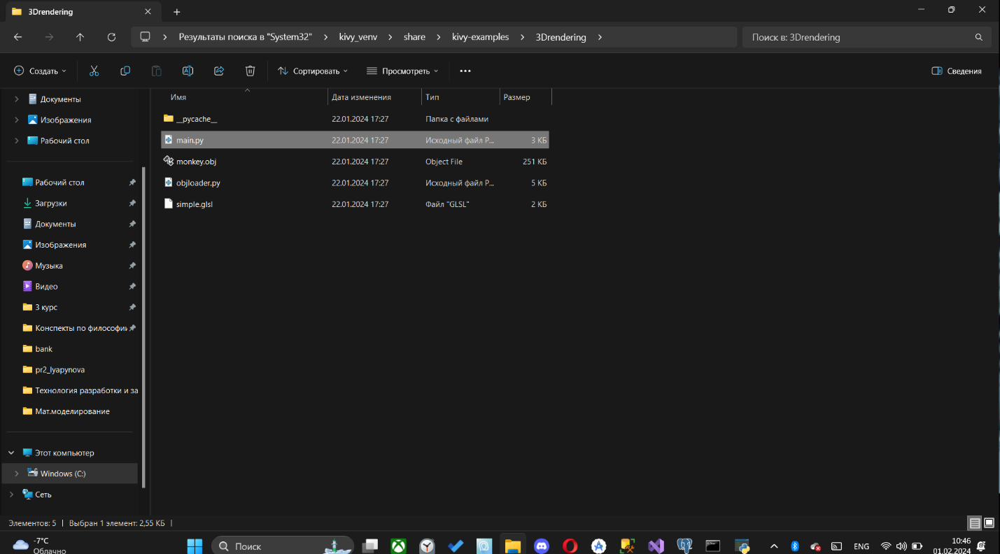 3Drendering
Результаты поиска в "System32" > kivy_venv > share > kivy-examples > 3Drendering >
Поиск в: 3Drendering
Создать
Сортировать
Просмотреть
Сведения
Документы
Изображения
Рабочий стол
Рабочий стол
Загрузки
Документы
Изображения
Музыка
Видео
3 курс
Конспекты по философии
bank
pr2_lyapynova
Технология разработки и за
Мат.моделирование
Этот компьютер
Windows (C:)
Сеть
Имя Дата изменения Тип Размер
__pycache__ 22.01.2024 17:27 Папка с файлами
main.py 22.01.2024 17:27 Исходный файл P... 3 КБ
monkey.obj 22.01.2024 17:27 Object File 251 КБ
objloader.py 22.01.2024 17:27 Исходный файл P... 5 КБ
simple.glsl 22.01.2024 17:27 Файл "GLSL" 2 КБ
Элементов: 5 | Выбран 1 элемент: 2,55 КБ |
-7°C
Облачно
Поиск
ENG
10:46
01.02.2024